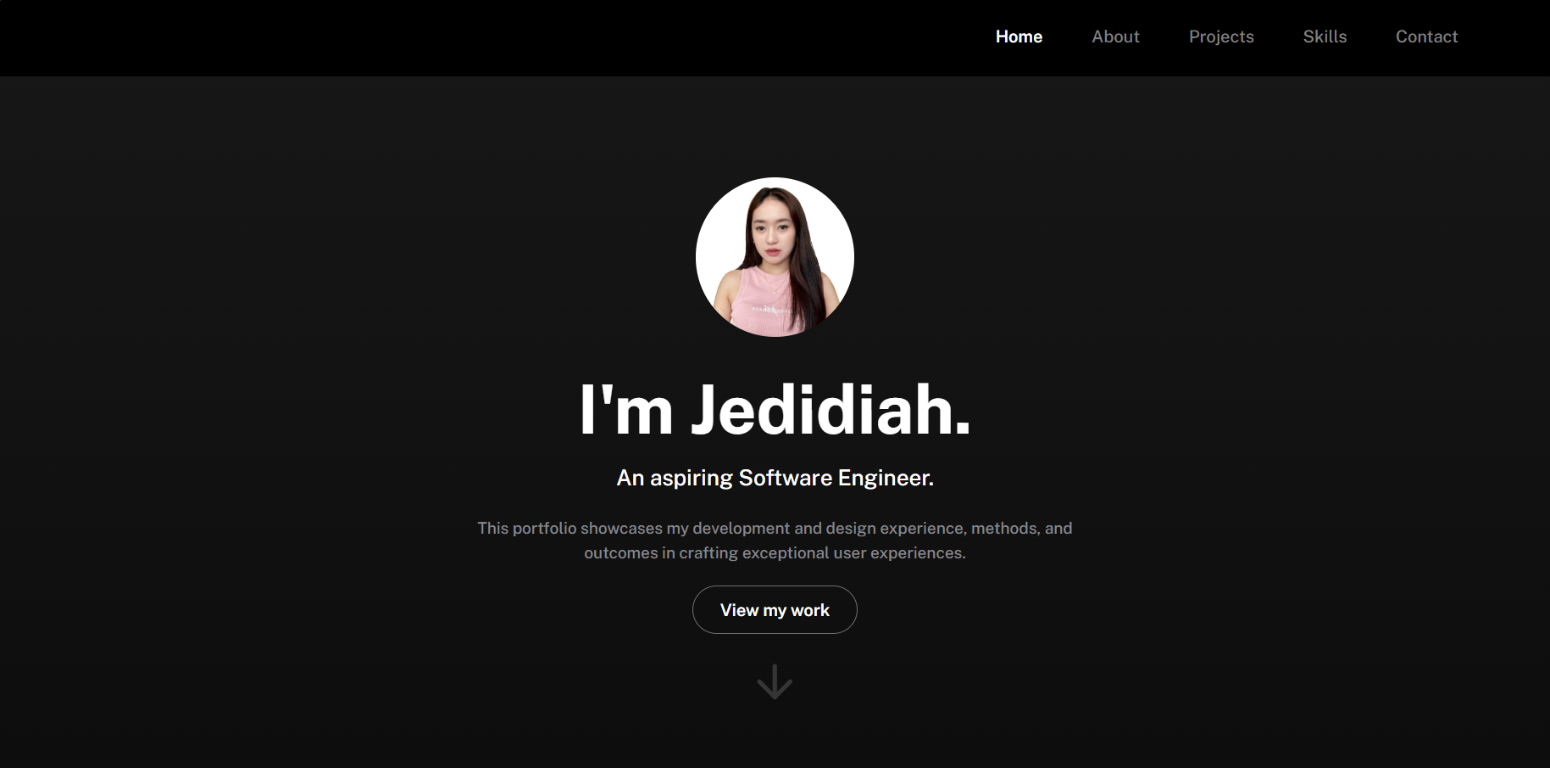 Home About Projects Skills Contact
I'm Jedidiah.
An aspiring Software Engineer.
This portfolio showcases my development and design experience, methods, and
outcomes in crafting exceptional user experiences.
View my work